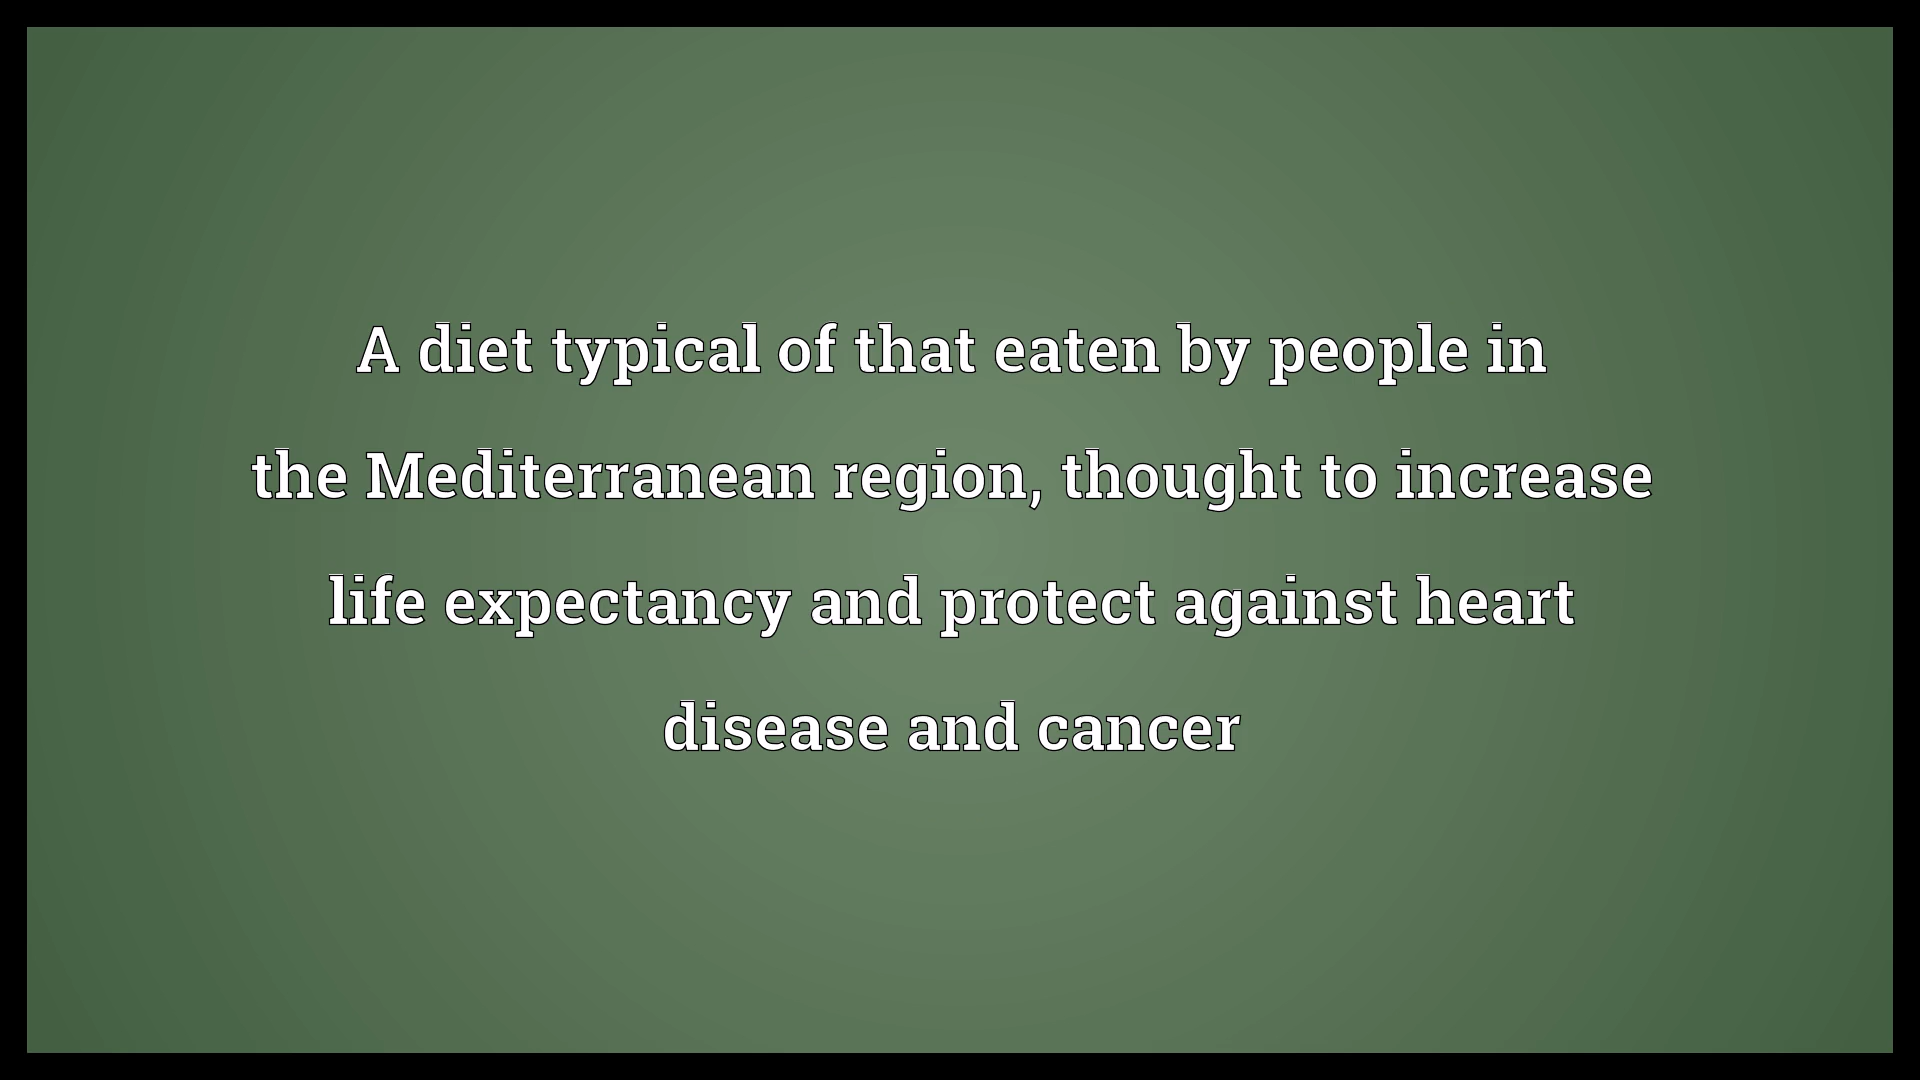 A diet typical of that eaten by people in
the Mediterranean region, thought to increase
life expectancy and protect against heart
disease and cancer